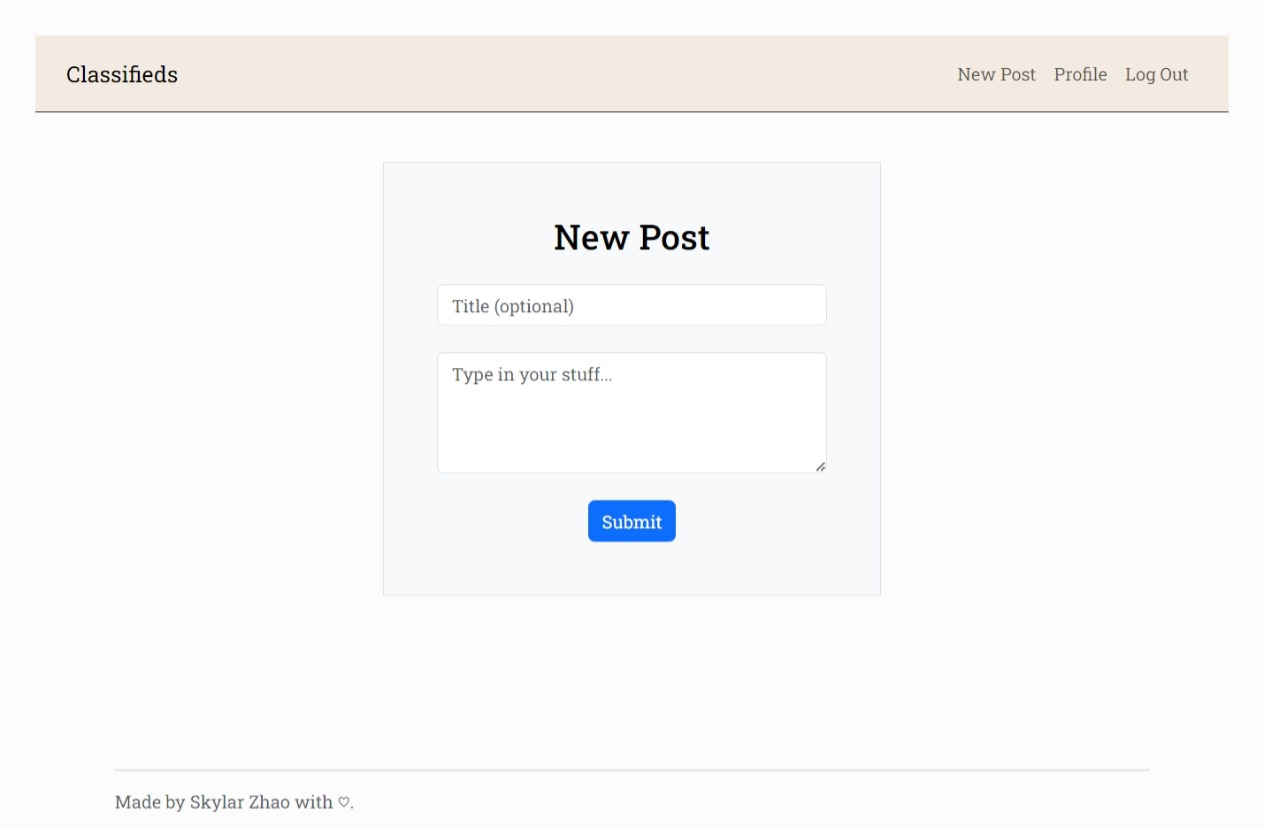 Classifieds
New Post Profile Log Out
New Post
Title (optional)
Type in your stuff...
Submit
Made by Skylar Zhao with ♡.